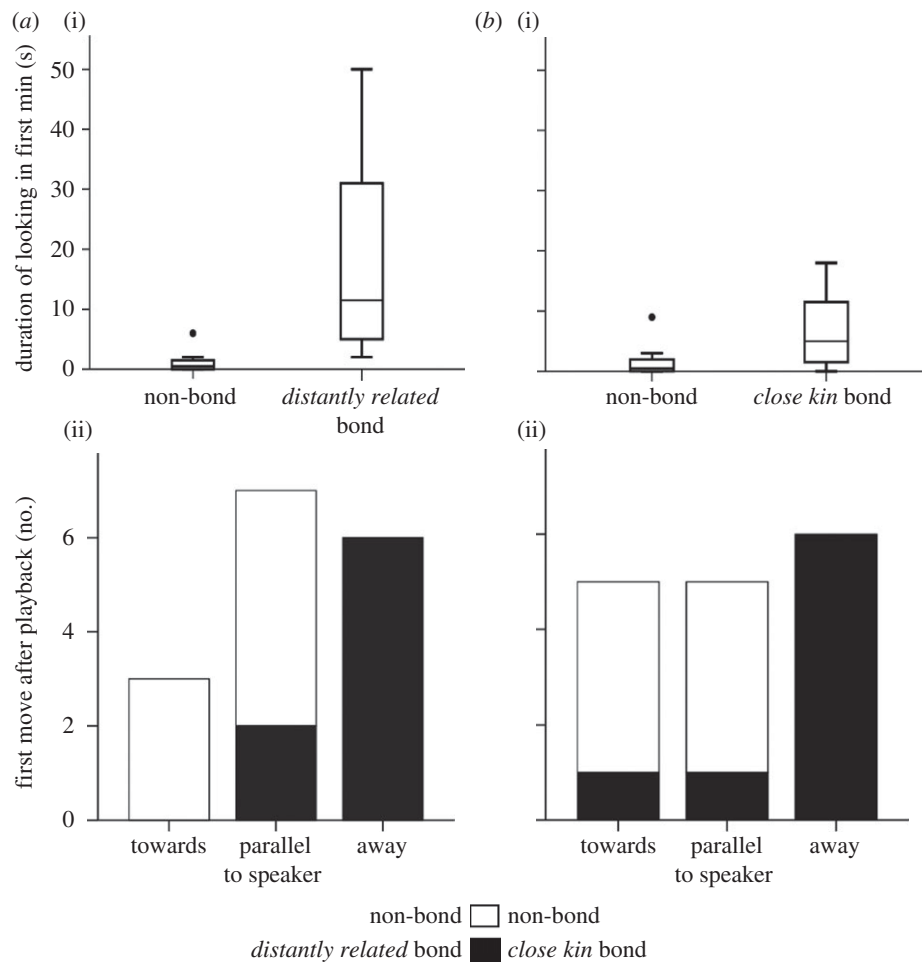 (a) (i)
(b) (i)
duration of looking in first min (s)
50
40
30
20
10
0
non-bond
distantly related
bond
non-bond
close kin bond
(ii)
(ii)
first move after playback (no.)
6
4
2
0
towards
parallel
to speaker
away
towards
parallel
to speaker
away
non-bond non-bond
distantly related bond close kin bond